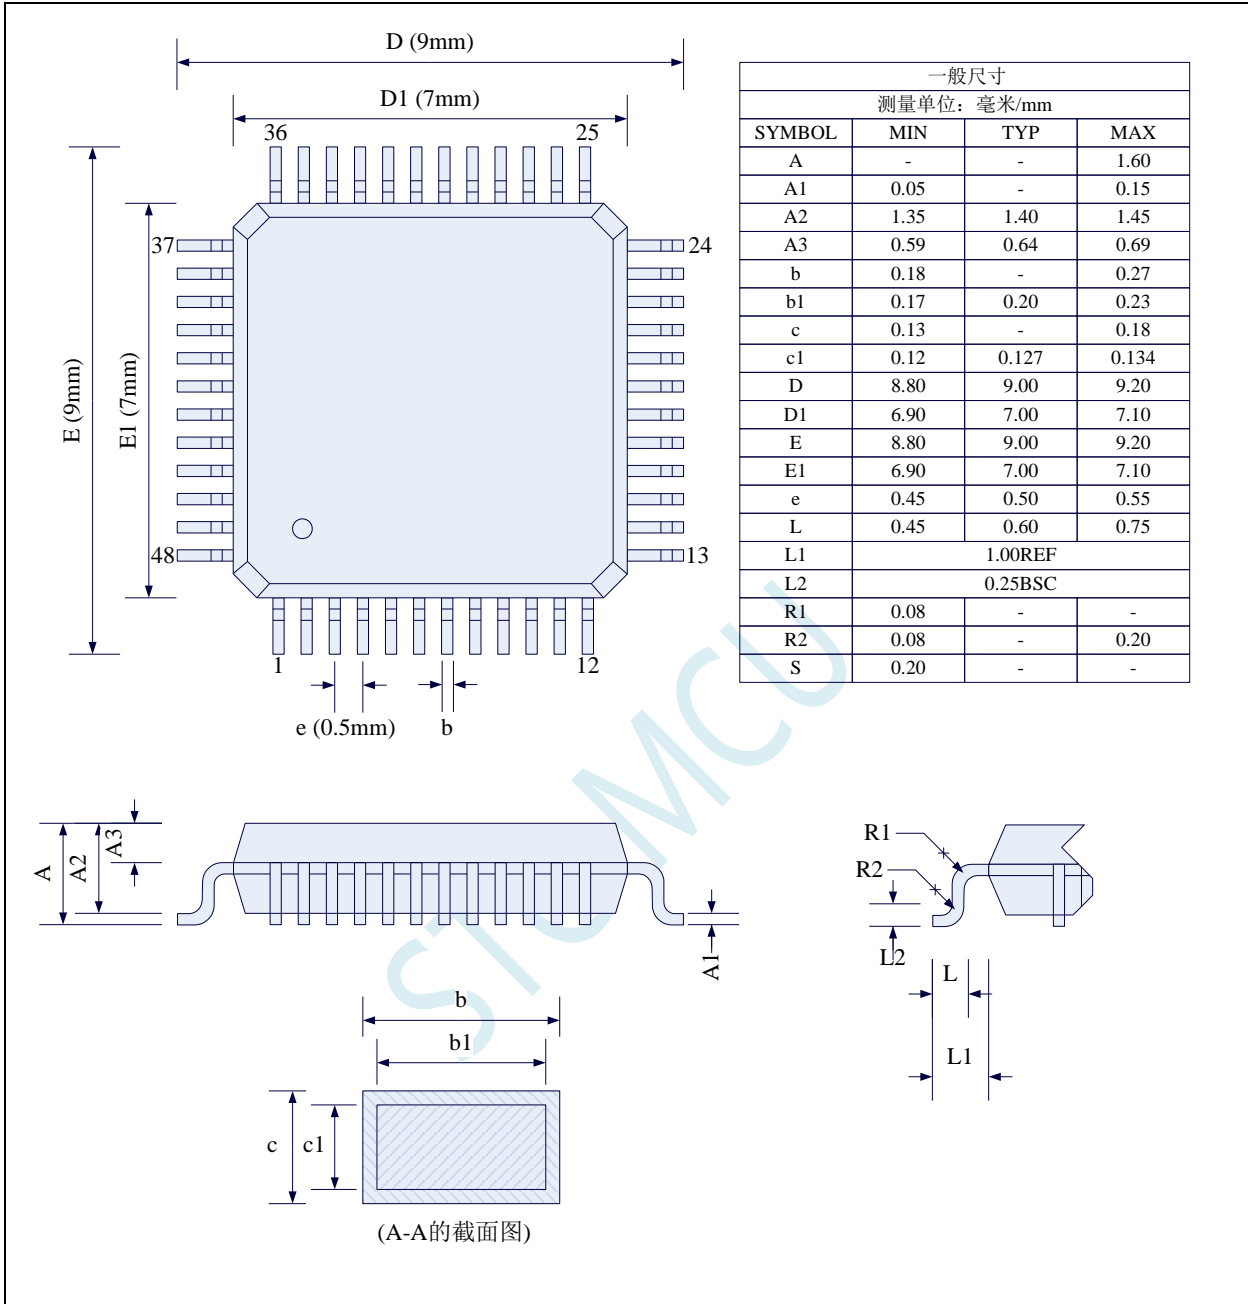 D (9mm)
D1 (7mm)
36 25
37 24
E (9mm)
E1 (7mm)
48 13
1 12
e (0.5mm) b
一般尺寸
测量单位：毫米/mm
SYMBOL MIN TYP MAX
A - - 1.60
A1 0.05 - 0.15
A2 1.35 1.40 1.45
A3 0.59 0.64 0.69
b 0.18 - 0.27
b1 0.17 0.20 0.23
c 0.13 - 0.18
c1 0.12 0.127 0.134
D 8.80 9.00 9.20
D1 6.90 7.00 7.10
E 8.80 9.00 9.20
E1 6.90 7.00 7.10
e 0.45 0.50 0.55
L 0.45 0.60 0.75
L1 1.00REF
L2 0.25BSC
R1 0.08 - -
R2 0.08 - 0.20
S 0.20 - -
A
A2
A3
A1
R1
R2
L2
L
L1
b
b1
c c1
(A-A的截面图)
STC MCU